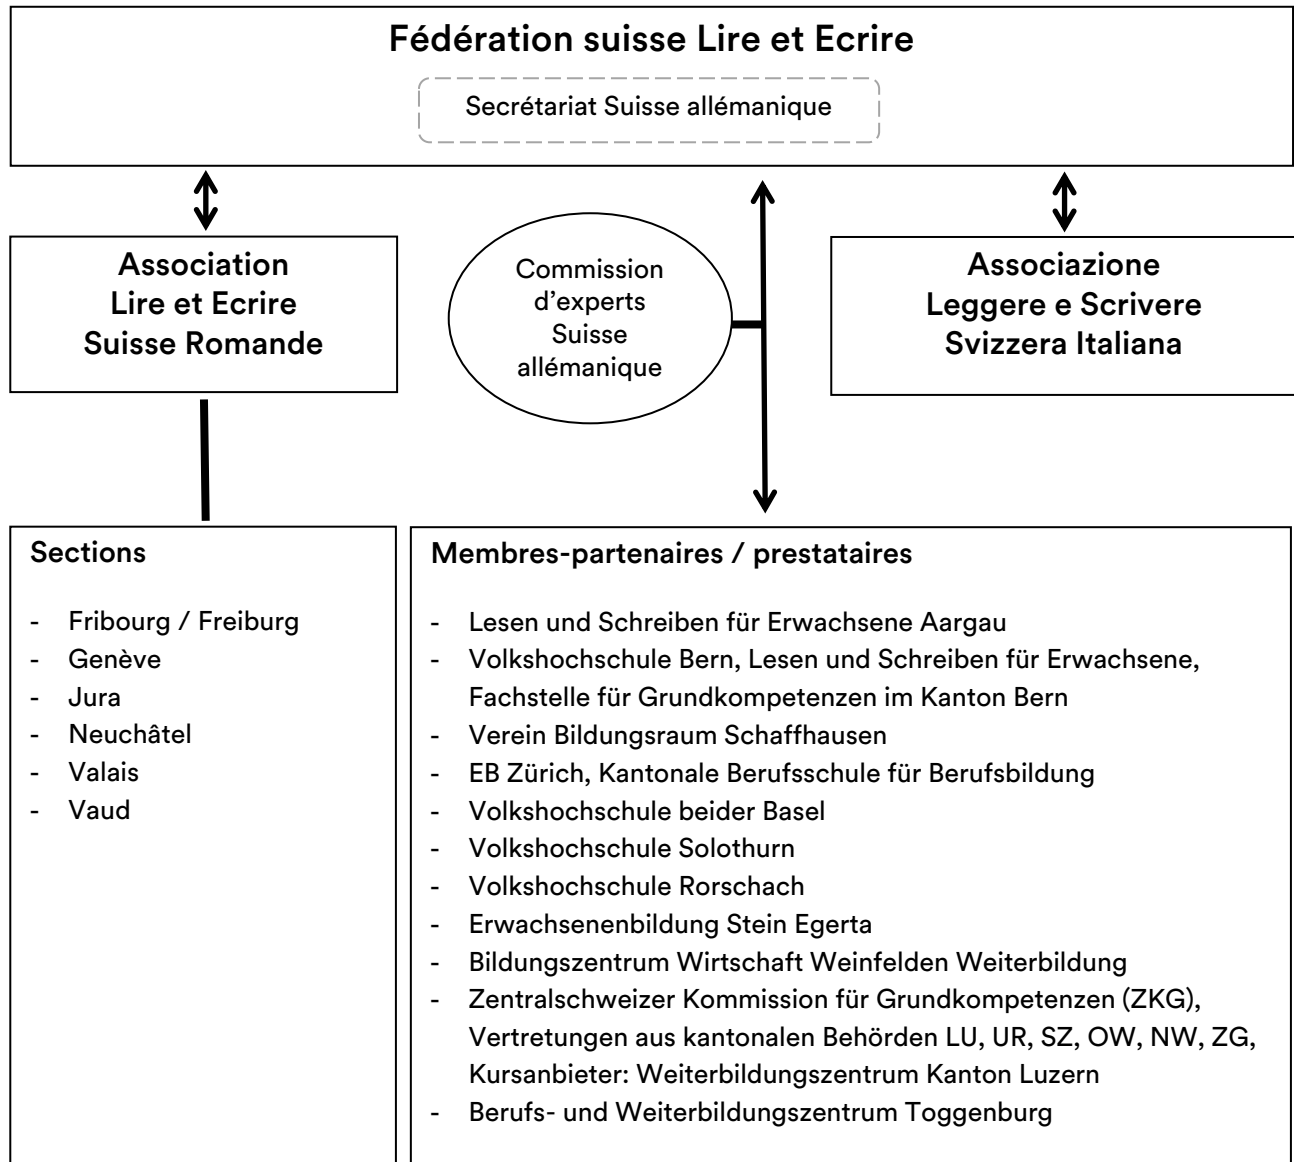 Fédération suisse Lire et Ecrire
Secrétariat Suisse allémanique
Association
Lire et Ecrire
Suisse Romande
Commission
d’experts
Suisse
allémanique
Associazone
Leggere e Scrivere
Svizzera Italiana
Sections
- Fribourg / Freiburg
- Genève
- Jura
- Neuchâtel
- Valais
- Vaud
Membres-partenaires / prestataires
- Lesen und Schreiben für Erwachsene Aargau
- Volkshochschule Bern, Lesen und Schreiben für Erwachsene,
Fachstelle für Grundkompetenzen im Kanton Bern
- Verein Bildungsraum Schaffhausen
- EB Zürich, Kantonale Berufsschule für Berufsbildung
- Volkshochschule beider Basel
- Volkshochschule Solothurn
- Volkshochschule Rorschach
- Erwachsenenbildung Stein Egerta
- Bildungszentrum Wirtschaft Weinfelden Weiterbildung
- Zentralschweizer Kommission für Grundkompetenzen (ZKG),
Vertretungen aus kantonalen Behörden LU, UR, SZ, OW, NW, ZG,
Kursanbieter: Weiterbildungszentrum Kanton Luzern
- Berufs- und Weiterbildungszentrum Toggenburg